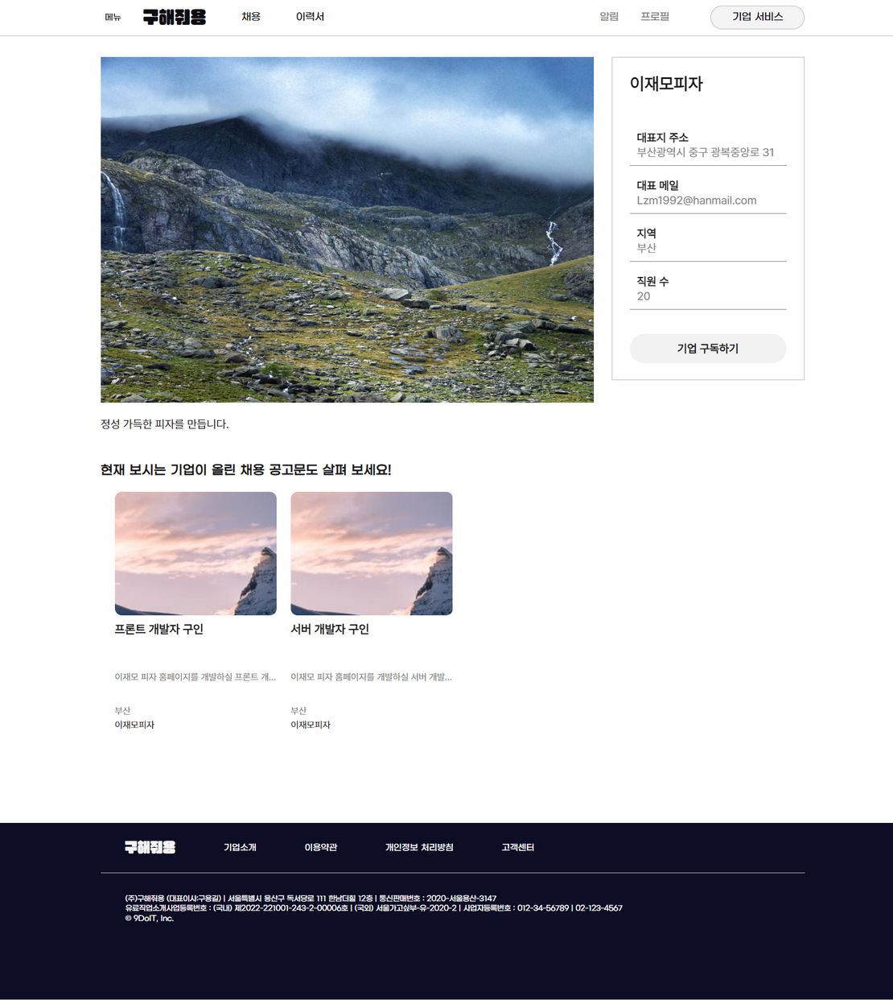 메뉴
구해줘용
채용
이력서
알림
프로필
기업 서비스
이재모피자
대표지 주소
부산광역시 중구 광복중앙로 31
대표 메일
Lzm1992@hanmail.com
지역
부산
직원 수
20
기업 구독하기
정성 가득한 피자를 만듭니다.
현재 보시는 기업이 올린 채용 공고문도 살펴 보세요!
프론트 개발자 구인
이재모 피자 홈페이지를 개발하실 프론트 개...
부산
이재모피자
서버 개발자 구인
이재모 피자 홈페이지를 개발하실 서버 개발...
부산
이재모피자
구해줘용
기업소개
이용약관
개인정보 처리방침
고객센터
(주)구해줘용 (대표이사:구용길) | 서울특별시 용산구 독서당로 111 한남더힐 12층 | 통신판매번호 : 2020-서울용산-3147
유료직업소개사업등록번호 : (국내) 제2022-221001-243-2-00006호 | (국외) 서울가고싶부-유-2020-2 | 사업자등록번호 : 012-34-56789 | 02-123-4567
© 9DoIT, Inc.